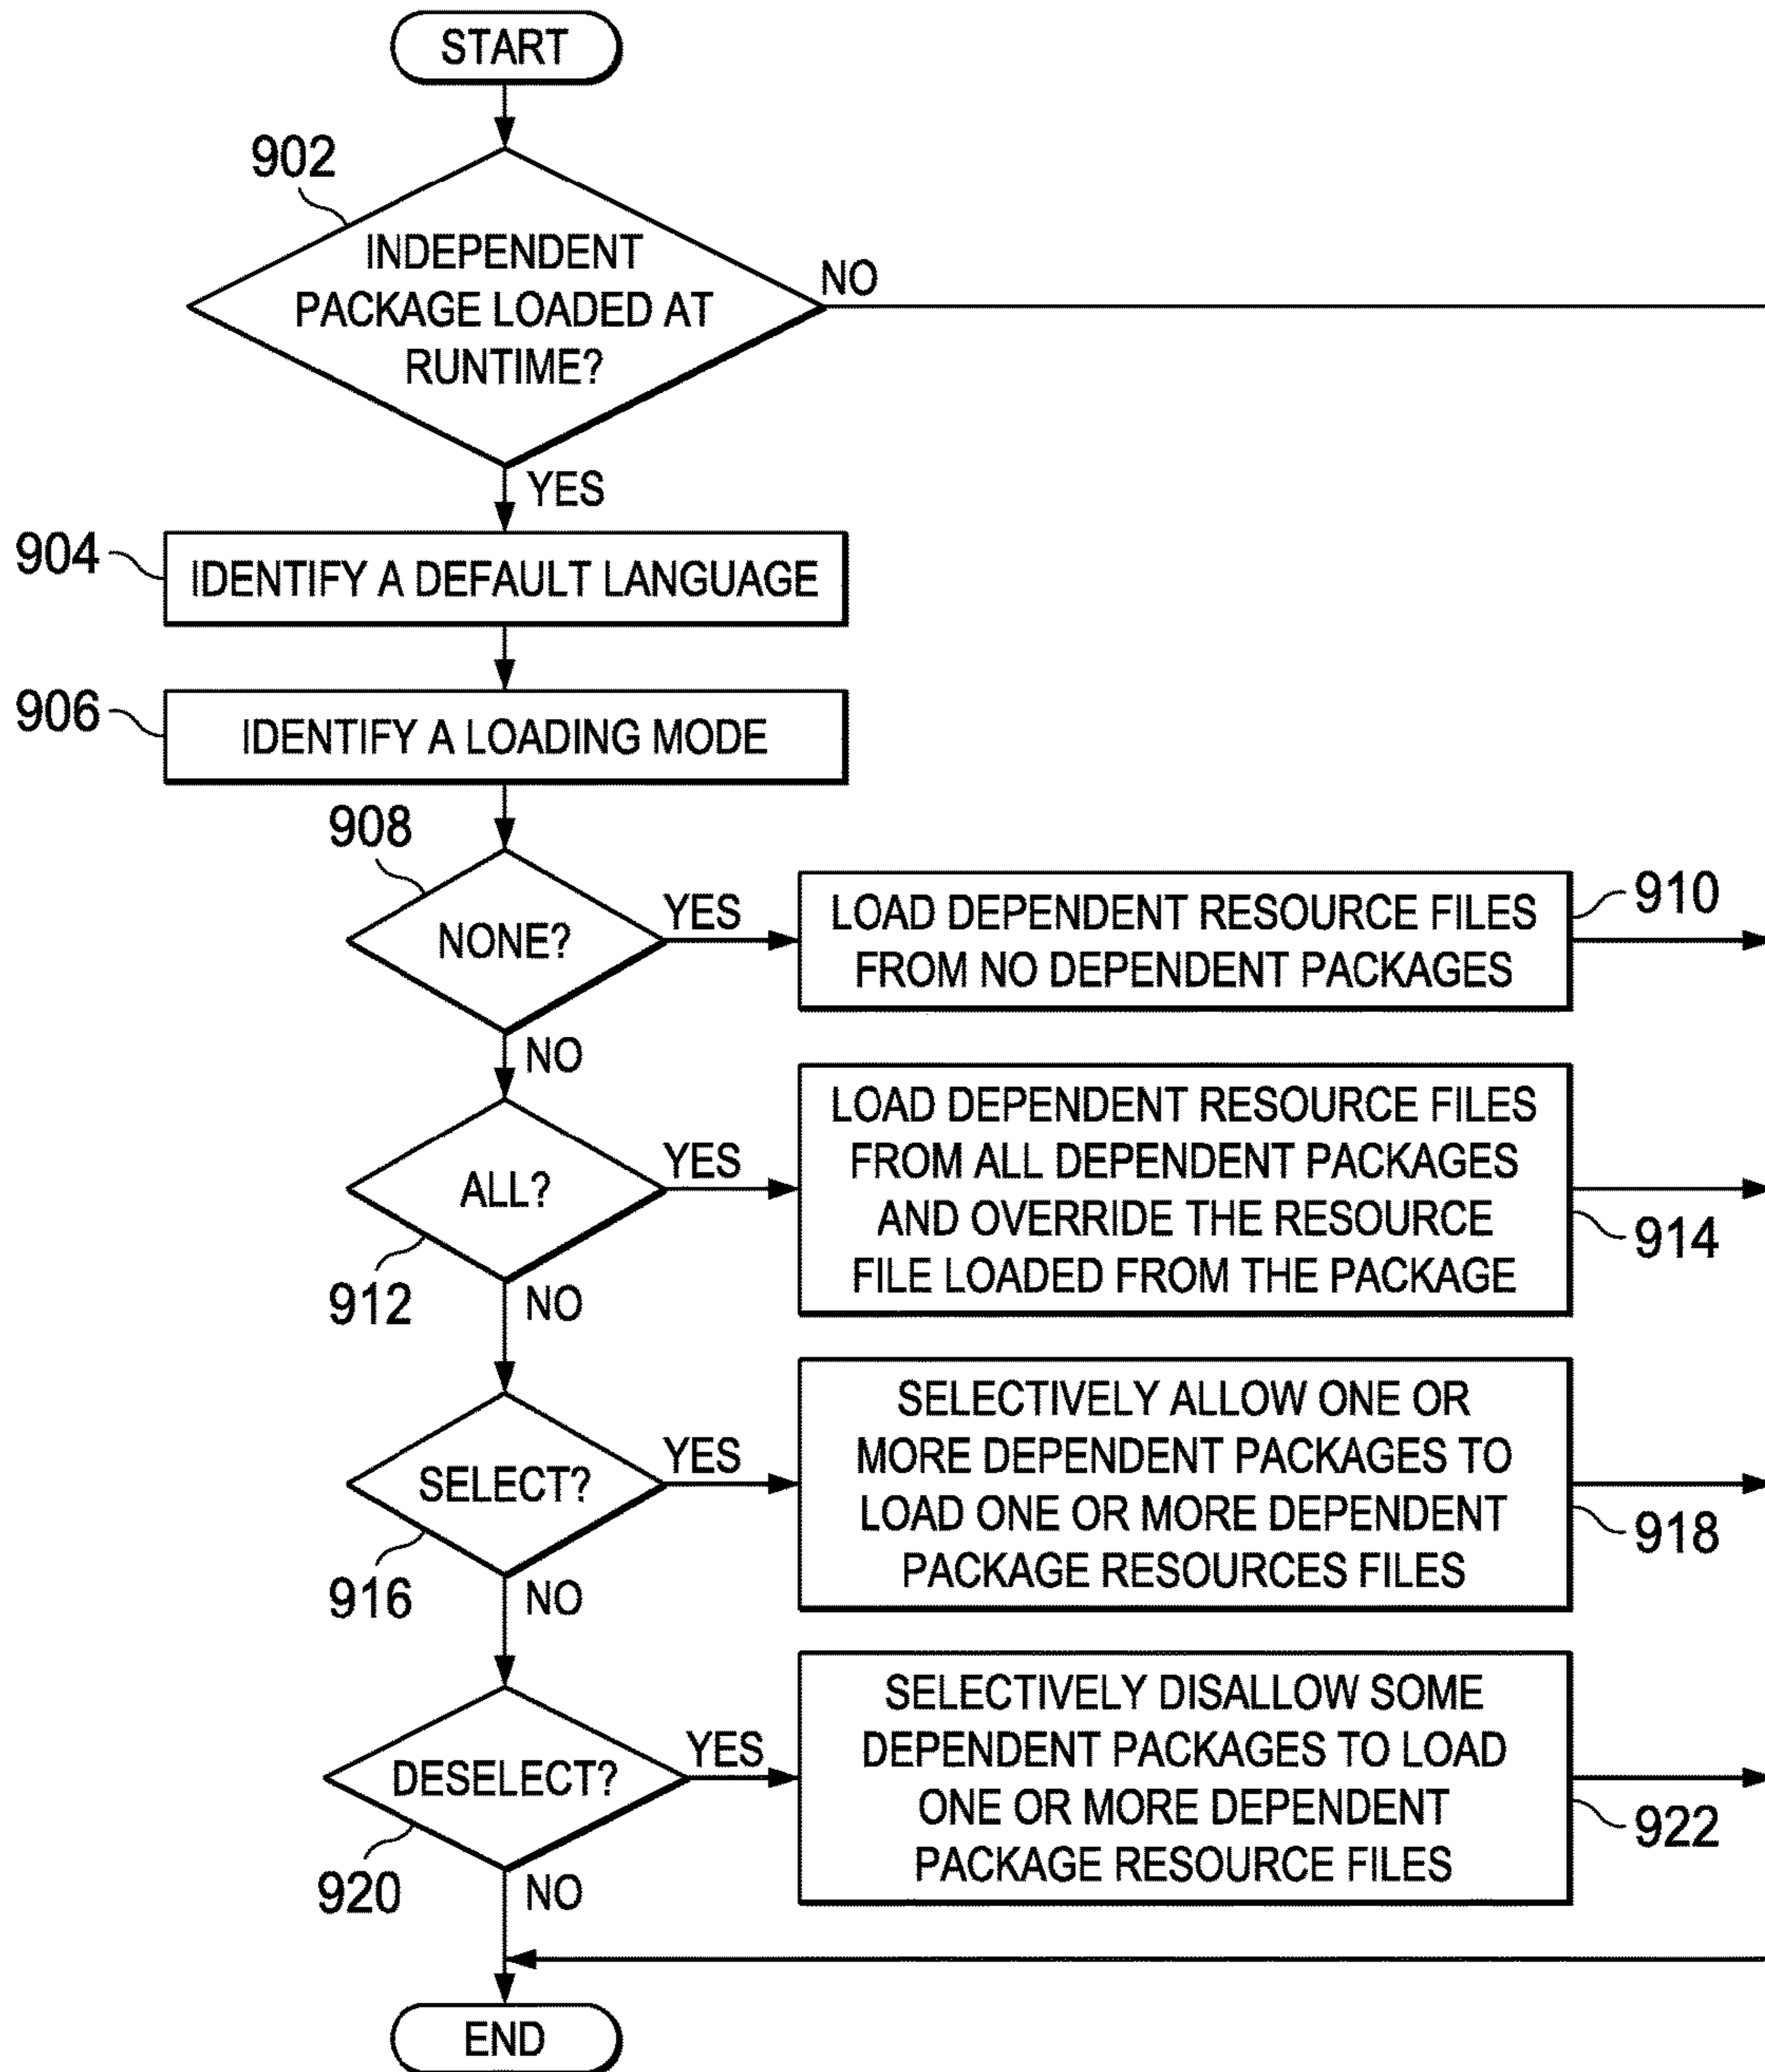 START
902
INDEPENDENT
PACKAGE LOADED AT
RUNTIME?
NO
YES
904
IDENTIFY A DEFAULT LANGUAGE
906
IDENTIFY A LOADING MODE
908
NONE?
YES
LOAD DEPENDENT RESOURCE FILES
FROM NO DEPENDENT PACKAGES
910
NO
ALL?
YES
LOAD DEPENDENT RESOURCE FILES
FROM ALL DEPENDENT PACKAGES
AND OVERRIDE THE RESOURCE
FILE LOADED FROM THE PACKAGE
914
912
NO
SELECT?
YES
SELECTIVELY ALLOW ONE OR
MORE DEPENDENT PACKAGES TO
LOAD ONE OR MORE DEPENDENT
PACKAGE RESOURCES FILES
918
916
NO
DESELECT?
YES
SELECTIVELY DISALLOW SOME
DEPENDENT PACKAGES TO LOAD
ONE OR MORE DEPENDENT
PACKAGE RESOURCE FILES
922
920
NO
END